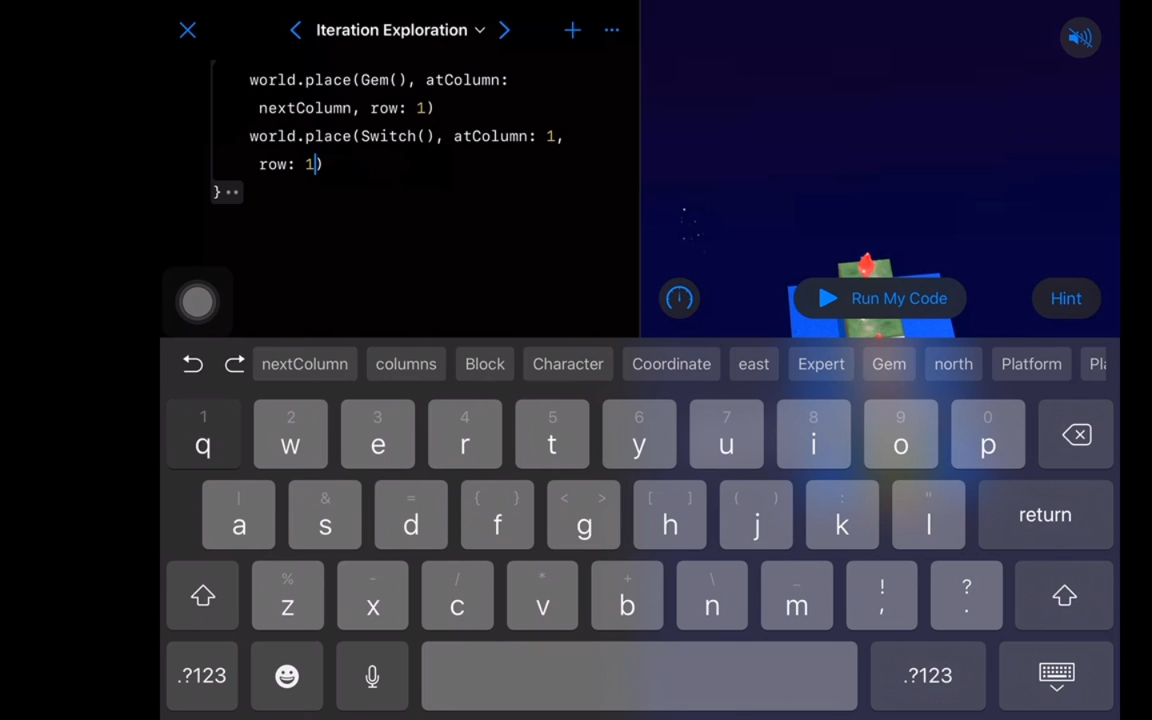 Iteration Exploration
world.place(Gem(), atColumn:
nextColumn, row: 1)
world.place(Switch(), atColumn: 1,
row: 1)
}
Run My Code
Hint
nextColumn columns Block Character Coordinate east Expert Gem north Platform Pla
1 2 3 4 5 6 7 8 9 0
q w e r t y u i o p
| & = { } < > [ ] ( ) : "
a s d f g h j k l return
% - / * + \ _ ! ?
z x c v b n m , .
.?123 .?123